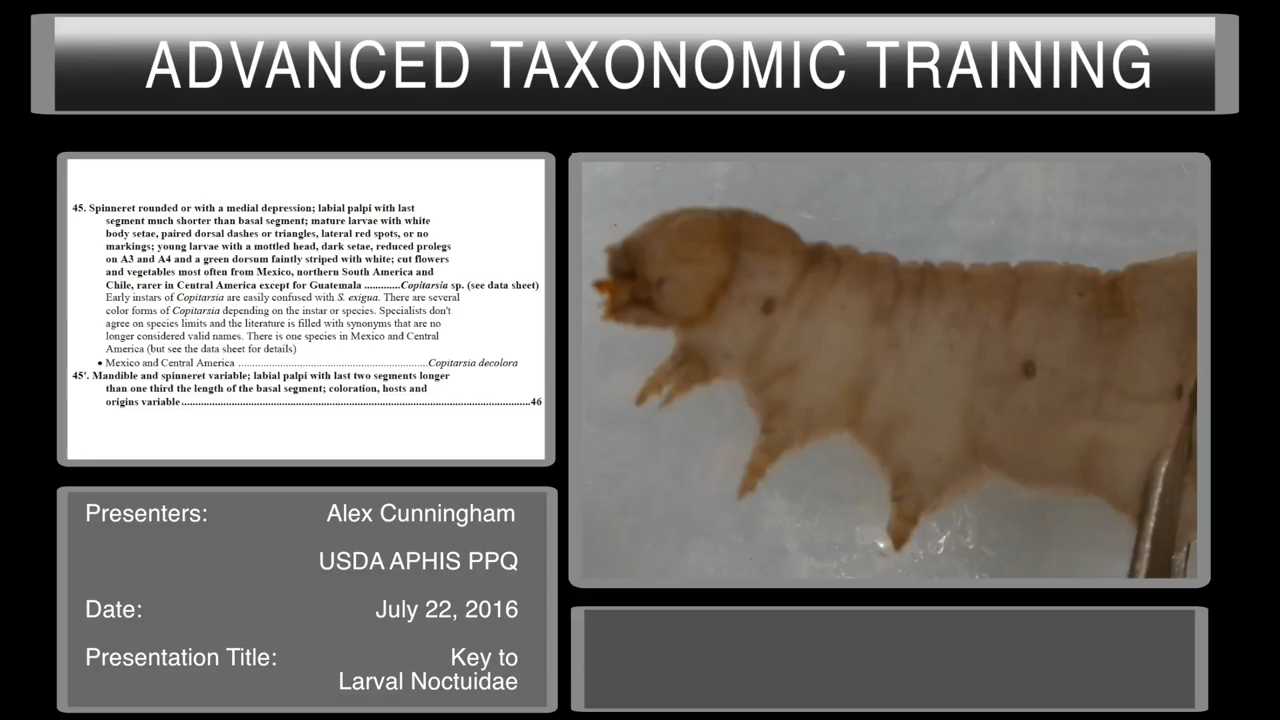 ADVANCED TAXONOMIC TRAINING
45. Spinneret rounded or with a medial depression; labial palpi with last
segment much shorter than basal segment; mature larvae with white
body setae, paired dorsal dashes or triangles, lateral red spots, or no
markings; young larvae with a mottled head, dark setae, reduced prolegs
on A3 and A4 and a green dorsum faintly striped with white; cut flowers
and vegetables most often from Mexico, northern South America and
Chile, rarer in Central America except for Guatemala .............Copitarsia sp. (see data sheet)
Early instars of Copitarsia are easily confused with S. exigua. There are several
color forms of Copitarsia depending on the instar or species. Specialists don't
agree on species limits and the literature is filled with synonyms that are no
longer considered valid names. There is one species in Mexico and Central
America (but see the data sheet for details)
• Mexico and Central America ..........................................................Copitarsia decolora
45'. Mandible and spinneret variable; labial palpi with last two segments longer
than one third the length of the basal segment; coloration, hosts and
origins variable..........................................................................................................46
Presenters: Alex Cunningham
USDA APHIS PPQ
Date: July 22, 2016
Presentation Title: Key to
Larval Noctuidae